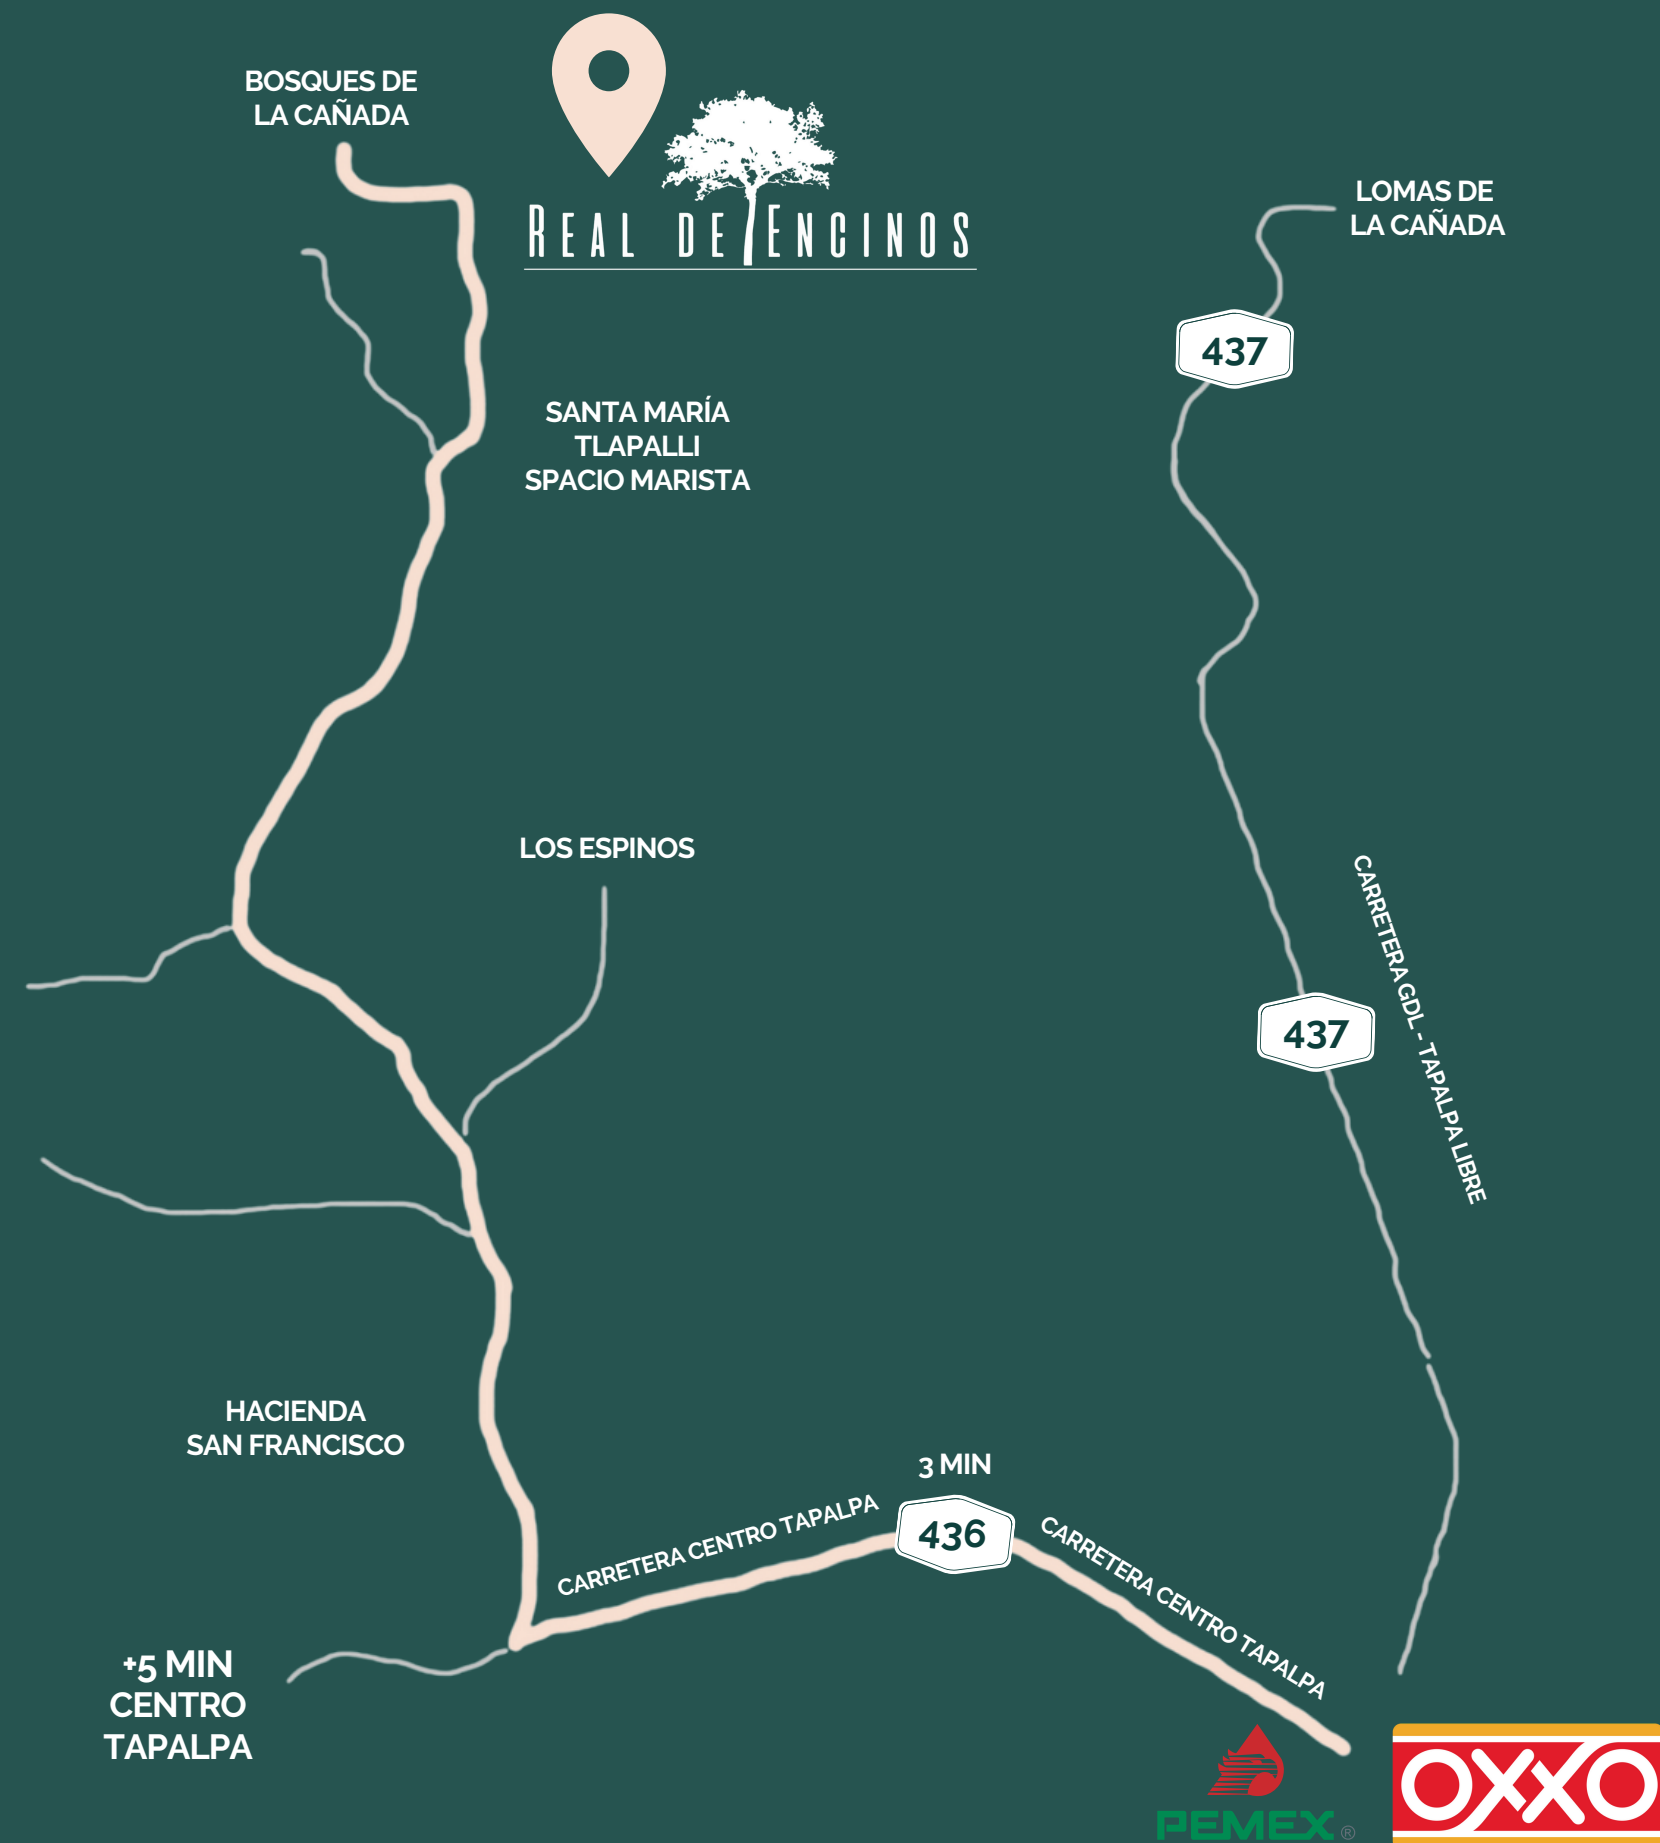 BOSQUES DE
LA CAÑADA
REAL DE ENCINOS
LOMAS DE
LA CAÑADA
437
SANTA MARÍA
TLAPALLI
SPACIO MARISTA
LOS ESPINOS
CARRETERA GDL - TAPALPA LIBRE
437
HACIENDA
SAN FRANCISCO
3 MIN
CARRETERA CENTRO TAPALPA
436
CARRETERA CENTRO TAPALPA
+5 MIN
CENTRO
TAPALPA
PEMEX ®
OXXO